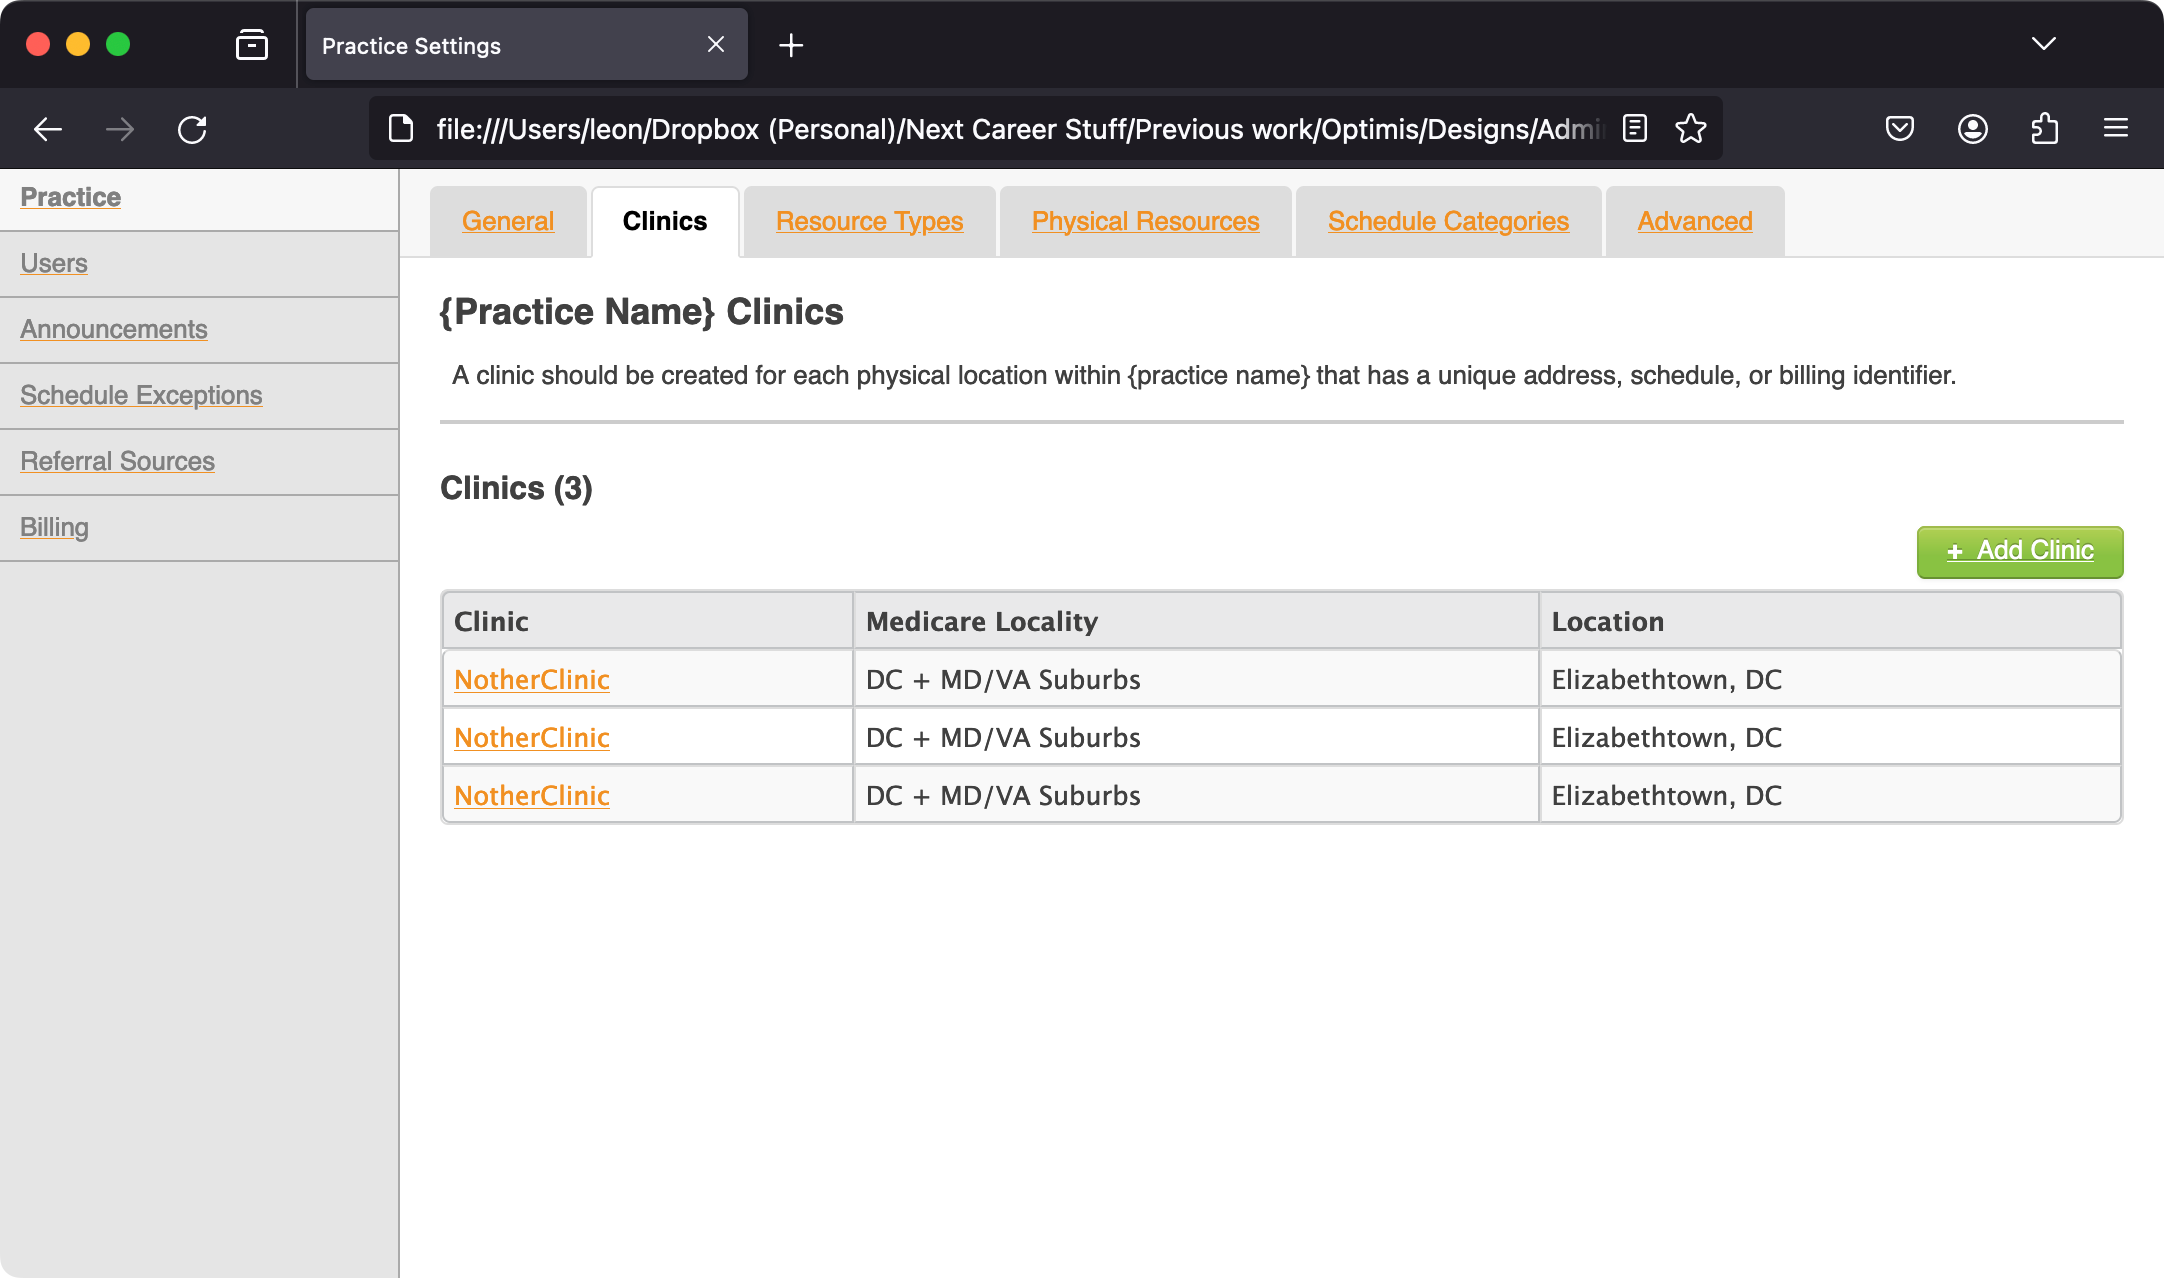 Practice Settings
file:///Users/leon/Dropbox (Personal)/Next Career Stuff/Previous work/Optimis/Designs/Admi
Practice
Users
Announcements
Schedule Exceptions
Referral Sources
Billing
General Clinics Resource Types Physical Resources Schedule Categories Advanced
{Practice Name} Clinics
A clinic should be created for each physical location within {practice name} that has a unique address, schedule, or billing identifier.
Clinics (3)
+ Add Clinic
Clinic Medicare Locality Location
NotherClinic DC + MD/VA Suburbs Elizabethtown, DC
NotherClinic DC + MD/VA Suburbs Elizabethtown, DC
NotherClinic DC + MD/VA Suburbs Elizabethtown, DC